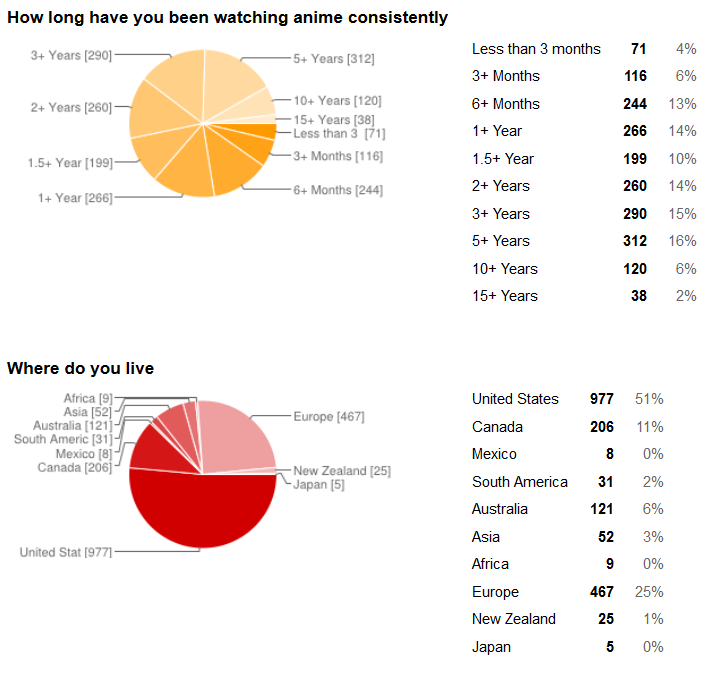 How long have you been watching anime consistently
3+ Years [290]
5+ Years [312]
2+ Years [260]
10+ Years [120]
15+ Years [38]
Less than 3 [71]
1.5+ Year [199]
3+ Months [116]
1+ Year [266]
6+ Months [244]
Less than 3 months 71 4%
3+ Months 116 6%
6+ Months 244 13%
1+ Year 266 14%
1.5+ Year 199 10%
2+ Years 260 14%
3+ Years 290 15%
5+ Years 312 16%
10+ Years 120 6%
15+ Years 38 2%
Where do you live
Africa [9]
Asia [52]
Australia [121]
South Americ [31]
Mexico [8]
Canada [206]
Europe [467]
New Zealand [25]
Japan [5]
United Stat [977]
United States 977 51%
Canada 206 11%
Mexico 8 0%
South America 31 2%
Australia 121 6%
Asia 52 3%
Africa 9 0%
Europe 467 25%
New Zealand 25 1%
Japan 5 0%